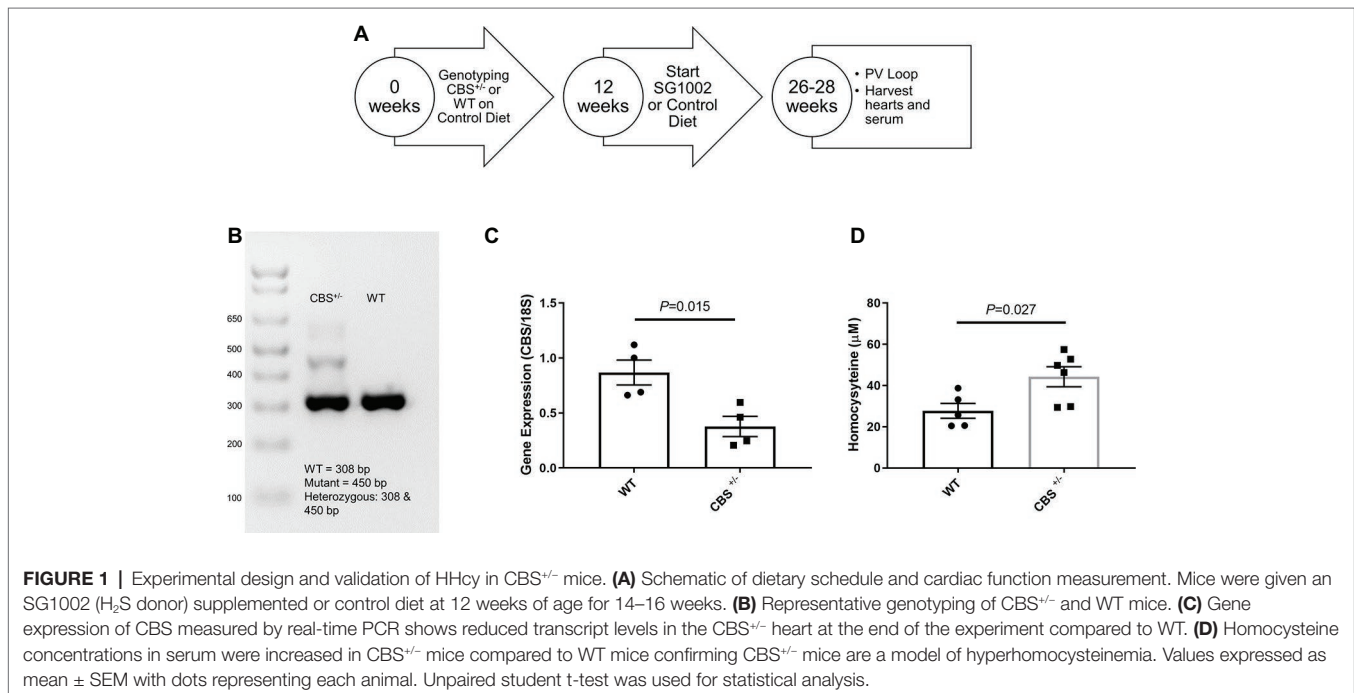 A
0
weeks
Genotyping
CBS+/- or
WT on
Control Diet
12
weeks
Start
SG1002
or Control
Diet
26-28
weeks
• PV Loop
• Harvest
hearts and
serum
B
CBS+/-
WT
650
500
400
300
200
100
WT = 308 bp
Mutant = 450 bp
Heterozygous: 308 &
450 bp
C
Gene Expression (CBS/18S)
1.5
1.0
0.5
0.0
P=0.015
WT
CBS+/-
D
Homocysyteine (µM)
80
60
40
20
0
P=0.027
WT
CBS+/-
FIGURE 1 | Experimental design and validation of HHcy in CBS+/– mice. (A) Schematic of dietary schedule and cardiac function measurement. Mice were given an
SG1002 (H2S donor) supplemented or control diet at 12 weeks of age for 14–16 weeks. (B) Representative genotyping of CBS+/– and WT mice. (C) Gene
expression of CBS measured by real-time PCR shows reduced transcript levels in the CBS+/– heart at the end of the experiment compared to WT. (D) Homocysteine
concentrations in serum were increased in CBS+/– mice compared to WT mice confirming CBS+/– mice are a model of hyperhomocysteinemia. Values expressed as
mean ± SEM with dots representing each animal. Unpaired student t-test was used for statistical analysis.